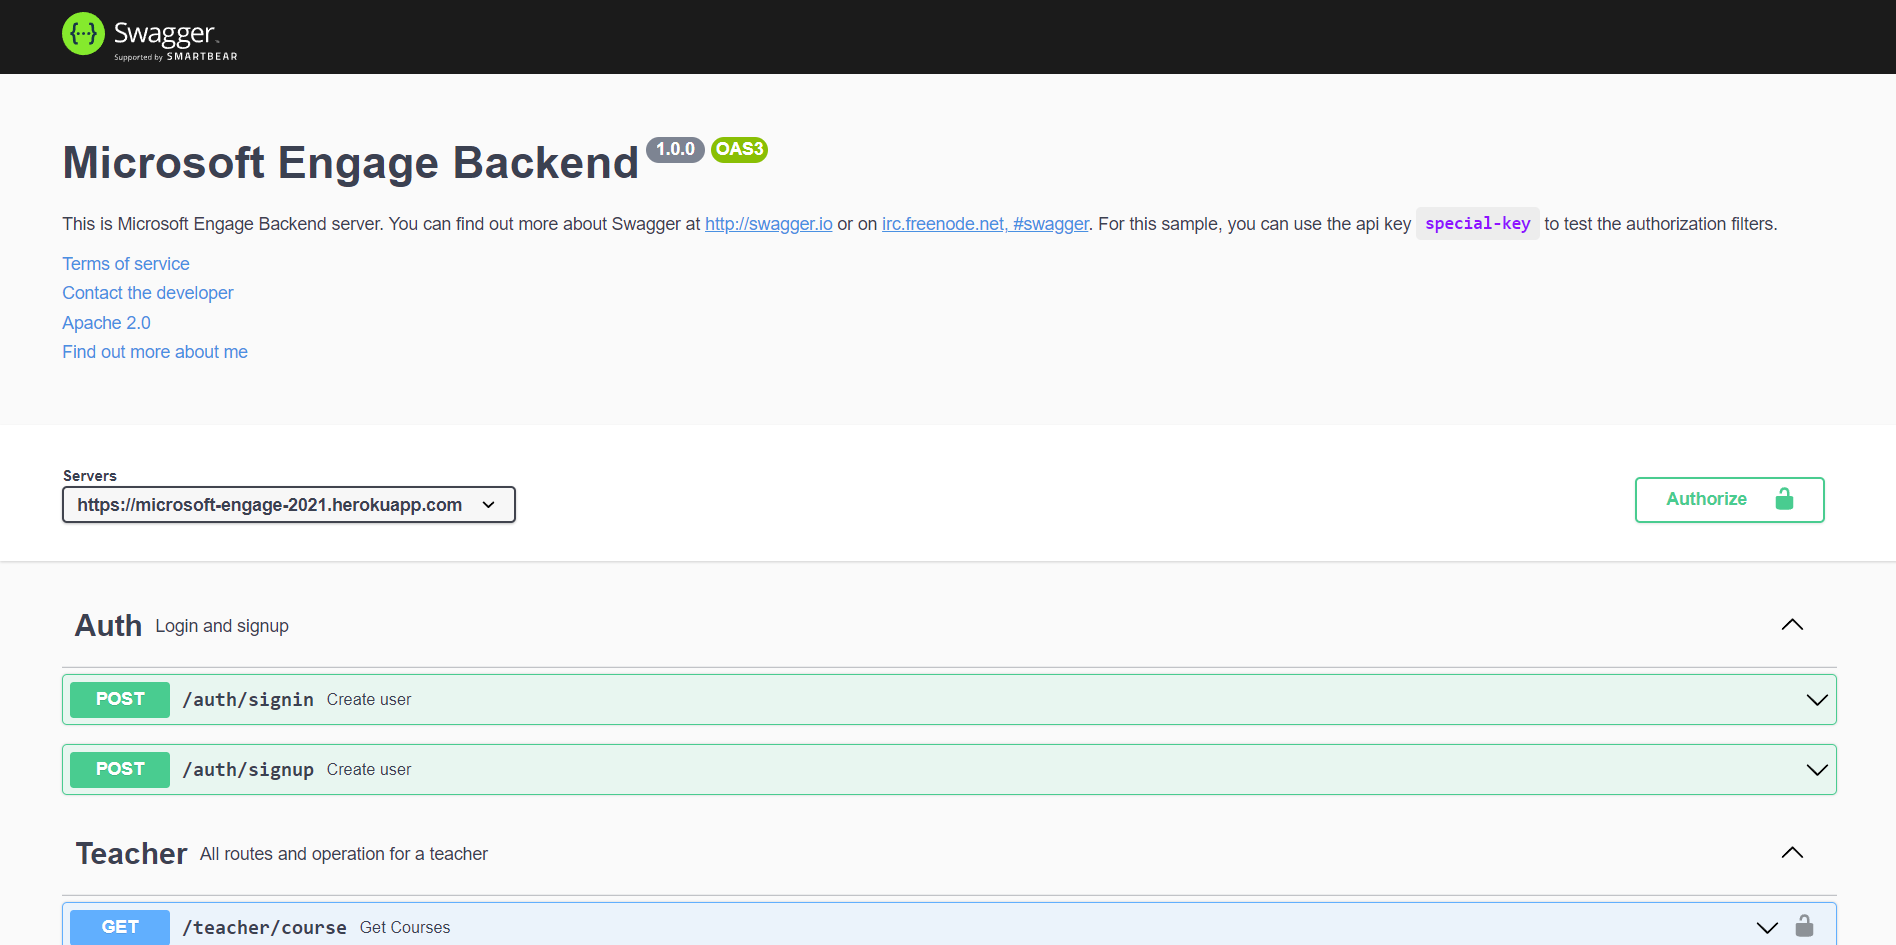 {···} Swagger
Supported by SMARTBEAR
Microsoft Engage Backend 1.0.0 OAS3
This is Microsoft Engage Backend server. You can find out more about Swagger at http://swagger.io or on irc.freenode.net, #swagger. For this sample, you can use the api key special-key to test the authorization filters.
Terms of service
Contact the developer
Apache 2.0
Find out more about me
Servers
https://microsoft-engage-2021.herokuapp.com
Authorize
Auth Login and signup
POST /auth/signin Create user
POST /auth/signup Create user
Teacher All routes and operation for a teacher
GET /teacher/course Get Courses